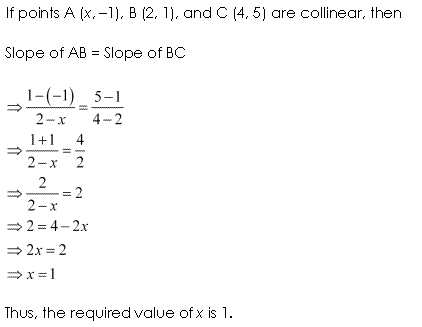 If points A (x, –1), B (2, 1), and C (4, 5) are collinear, then
Slope of AB = Slope of BC
⇒ (1–(–1))/(2–x) = (5–1)/(4–2)
⇒ (1+1)/(2–x) = 4/2
⇒ 2/(2–x) = 2
⇒ 2 = 4 – 2x
⇒ 2x = 2
⇒ x = 1
Thus, the required value of x is 1.